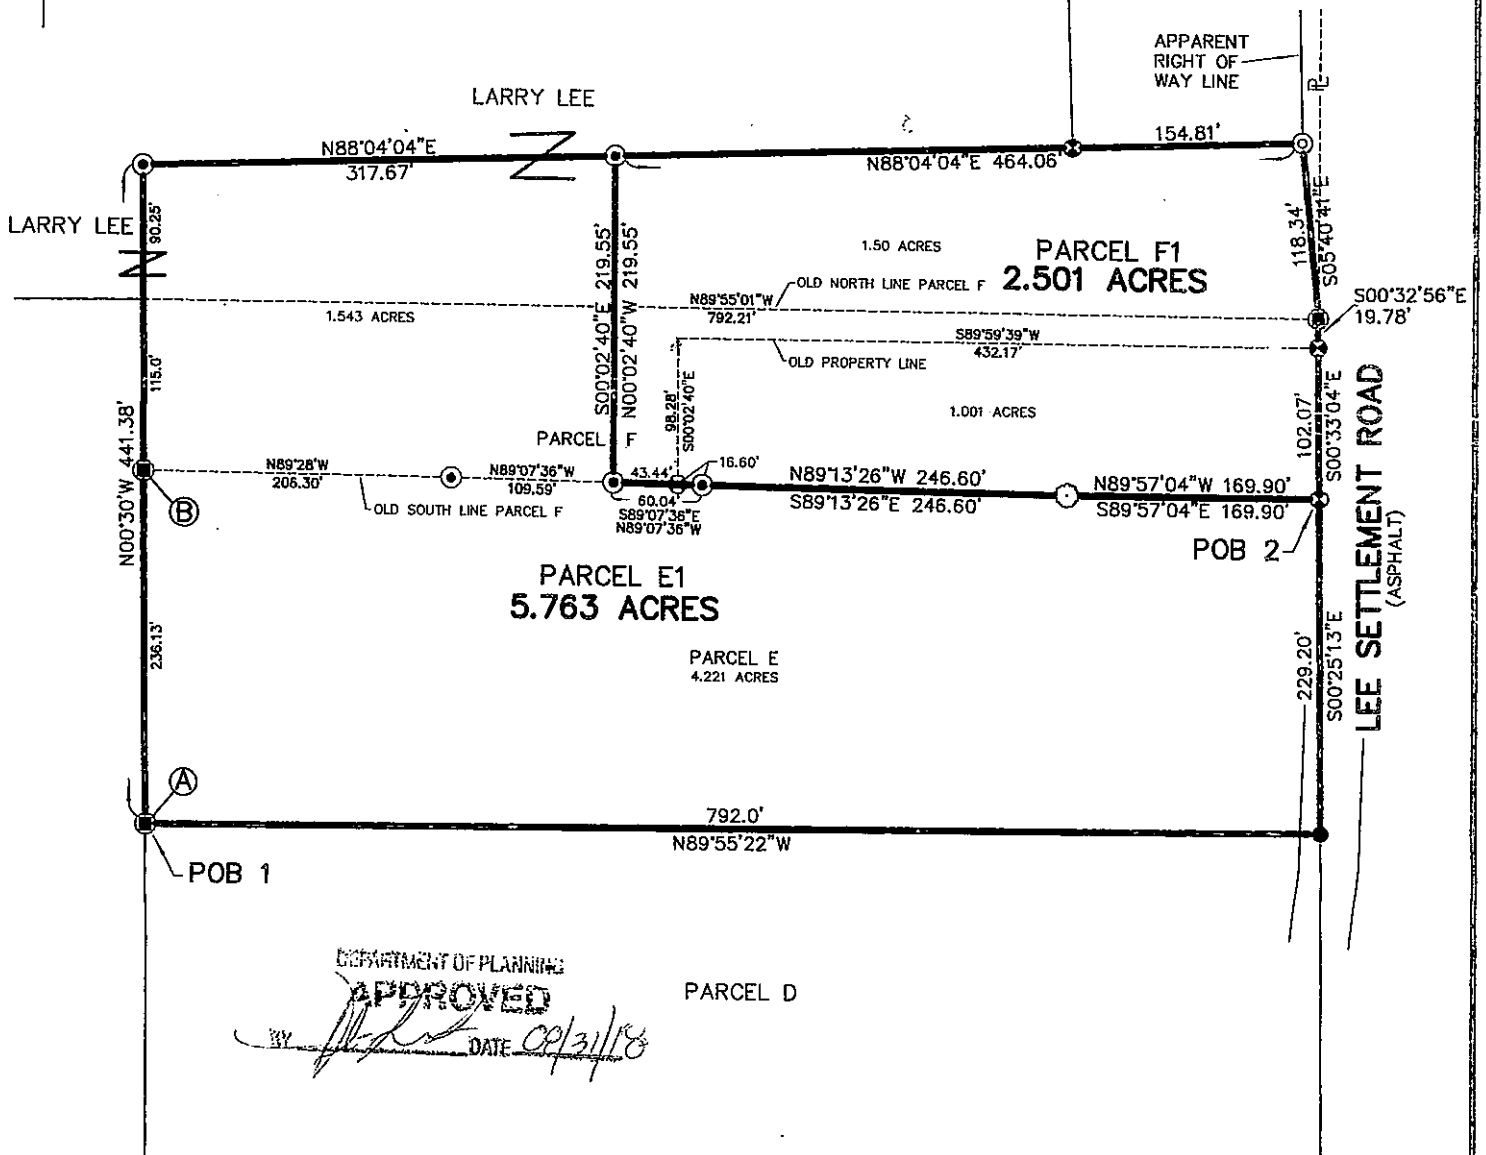 APPARENT
RIGHT OF
WAY LINE
PL
LARRY LEE
N88°04'04"E
317.67'
N88°04'04"E 464.06'
154.81'
LARRY LEE
90.25'
115.0'
N00°30'W 441.38'
236.13'
1.50 ACRES
PARCEL F1
2.501 ACRES
118.34'
S05°40'41"E
S00°32'56"E
19.78'
OLD NORTH LINE PARCEL F
N89°55'01"W
792.21'
1.543 ACRES
S00°02'40"E 219.55'
N00°02'40"W 219.55'
S89°59'39"W
432.17'
OLD PROPERTY LINE
98.28'
S00°02'40"E
1.001 ACRES
102.07'
S00°33'04"E
PARCEL F
N89°28'W
206.30'
N89°07'36"W
109.59'
OLD SOUTH LINE PARCEL F
43.44'
16.60'
60.04'
S89°07'36"E
N89°07'36"W
N89°13'26"W 246.60'
S89°13'26"E 246.60'
N89°57'04"W 169.90'
S89°57'04"E 169.90'
B
POB 2
LEE SETTLEMENT ROAD
(ASPHALT)
PARCEL E1
5.763 ACRES
PARCEL E
4.221 ACRES
229.20'
S00°25'13"E
A
792.0'
N89°55'22"W
POB 1
DEPARTMENT OF PLANNING
APPROVED
BY DATE 08/31/18
PARCEL D